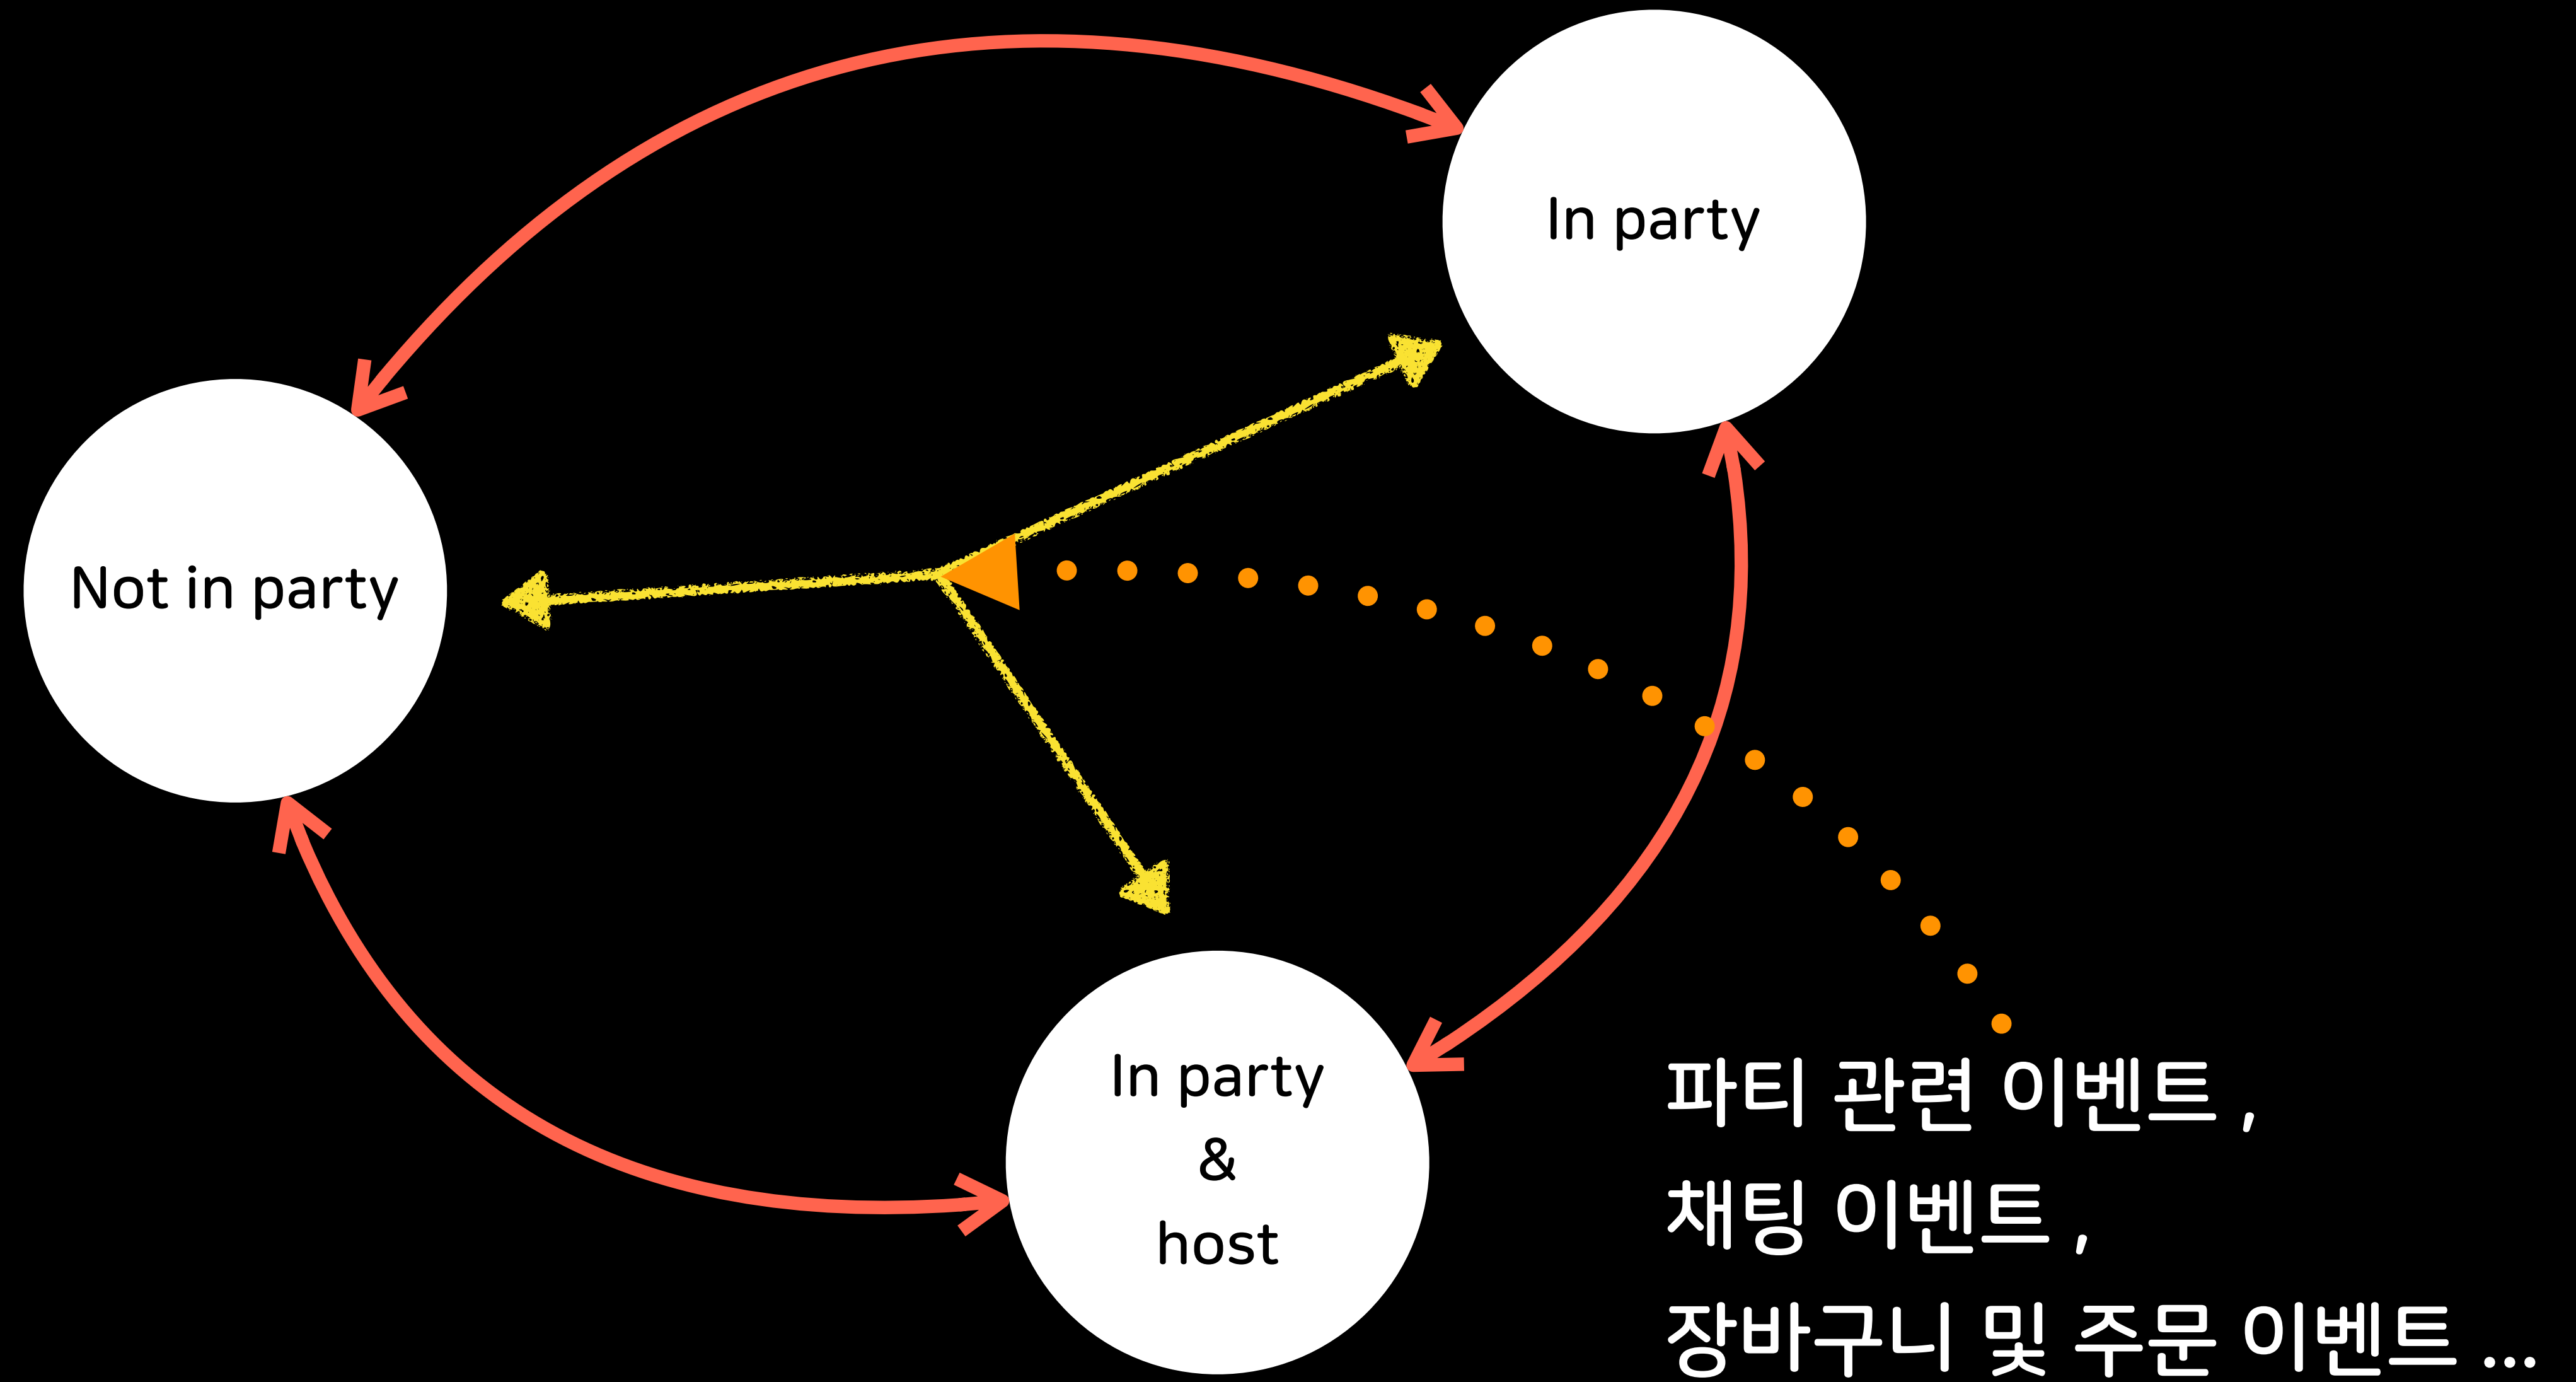 In party
Not in party
In party
&
host
파티 관련 이벤트 ,
채팅 이벤트 ,
장바구니 및 주문 이벤트 ...